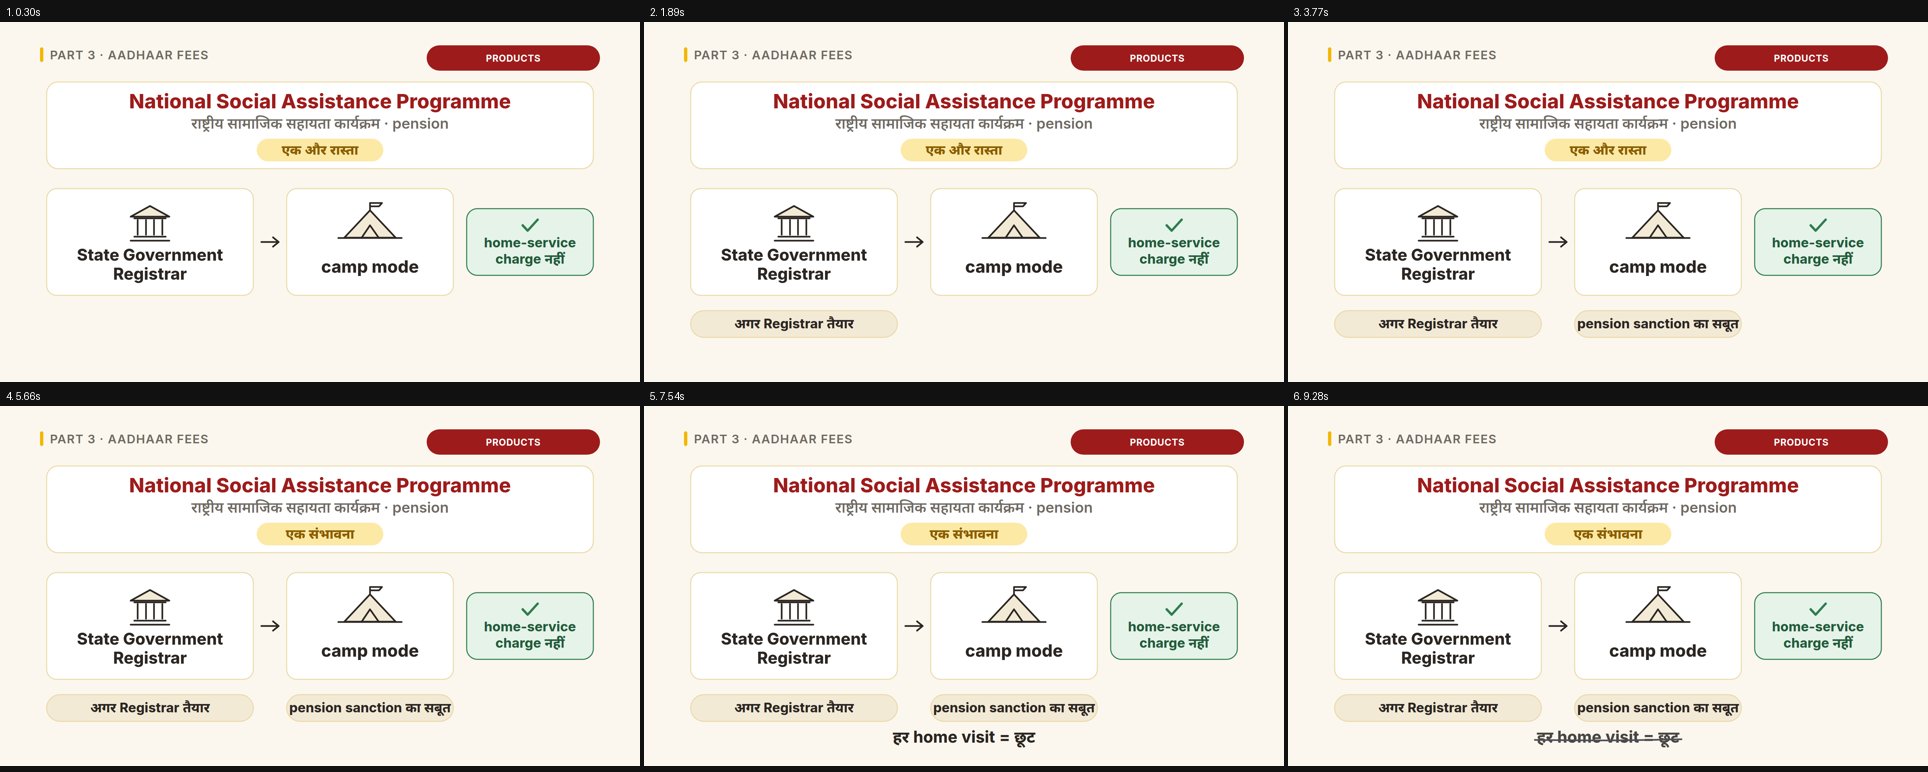 1. 0.30s
PART 3 · AADHAAR FEES
PRODUCTS
National Social Assistance Programme
राष्ट्रीय सामाजिक सहायता कार्यक्रम · pension
एक और रास्ता
State Government
Registrar
→
camp mode
home-service
charge नहीं
2. 1.89s
PART 3 · AADHAAR FEES
PRODUCTS
National Social Assistance Programme
राष्ट्रीय सामाजिक सहायता कार्यक्रम · pension
एक और रास्ता
State Government
Registrar
→
camp mode
home-service
charge नहीं
अगर Registrar तैयार
3. 3.77s
PART 3 · AADHAAR FEES
PRODUCTS
National Social Assistance Programme
राष्ट्रीय सामाजिक सहायता कार्यक्रम · pension
एक और रास्ता
State Government
Registrar
→
camp mode
home-service
charge नहीं
अगर Registrar तैयार
pension sanction का सबूत
4. 5.66s
PART 3 · AADHAAR FEES
PRODUCTS
National Social Assistance Programme
राष्ट्रीय सामाजिक सहायता कार्यक्रम · pension
एक संभावना
State Government
Registrar
→
camp mode
home-service
charge नहीं
अगर Registrar तैयार
pension sanction का सबूत
5. 7.54s
PART 3 · AADHAAR FEES
PRODUCTS
National Social Assistance Programme
राष्ट्रीय सामाजिक सहायता कार्यक्रम · pension
एक संभावना
State Government
Registrar
→
camp mode
home-service
charge नहीं
अगर Registrar तैयार
pension sanction का सबूत
हर home visit = छूट
6. 9.28s
PART 3 · AADHAAR FEES
PRODUCTS
National Social Assistance Programme
राष्ट्रीय सामाजिक सहायता कार्यक्रम · pension
एक संभावना
State Government
Registrar
→
camp mode
home-service
charge नहीं
अगर Registrar तैयार
pension sanction का सबूत
हर home visit = छूट